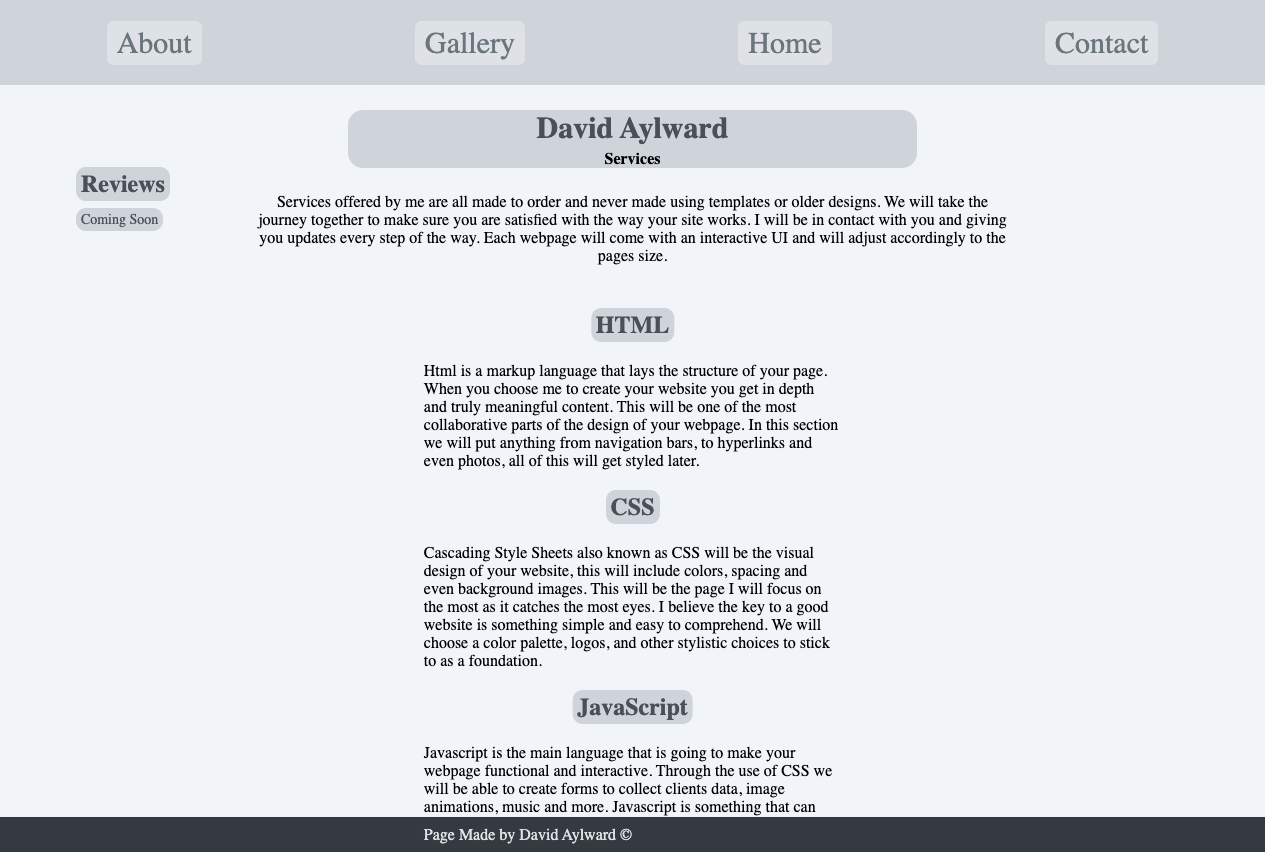 About
Gallery
Home
Contact
David Aylward
Services
Reviews
Coming Soon
Services offered by me are all made to order and never made using templates or older designs. We will take the
journey together to make sure you are satisfied with the way your site works. I will be in contact with you and giving
you updates every step of the way. Each webpage will come with an interactive UI and will adjust accordingly to the
pages size.
HTML
Html is a markup language that lays the structure of your page.
When you choose me to create your website you get in depth
and truly meaningful content. This will be one of the most
collaborative parts of the design of your webpage. In this section
we will put anything from navigation bars, to hyperlinks and
even photos, all of this will get styled later.
CSS
Cascading Style Sheets also known as CSS will be the visual
design of your website, this will include colors, spacing and
even background images. This will be the page I will focus on
the most as it catches the most eyes. I believe the key to a good
website is something simple and easy to comprehend. We will
choose a color palette, logos, and other stylistic choices to stick
to as a foundation.
JavaScript
Javascript is the main language that is going to make your
webpage functional and interactive. Through the use of CSS we
will be able to create forms to collect clients data, image
animations, music and more. Javascript is something that can
Page Made by David Aylward ©